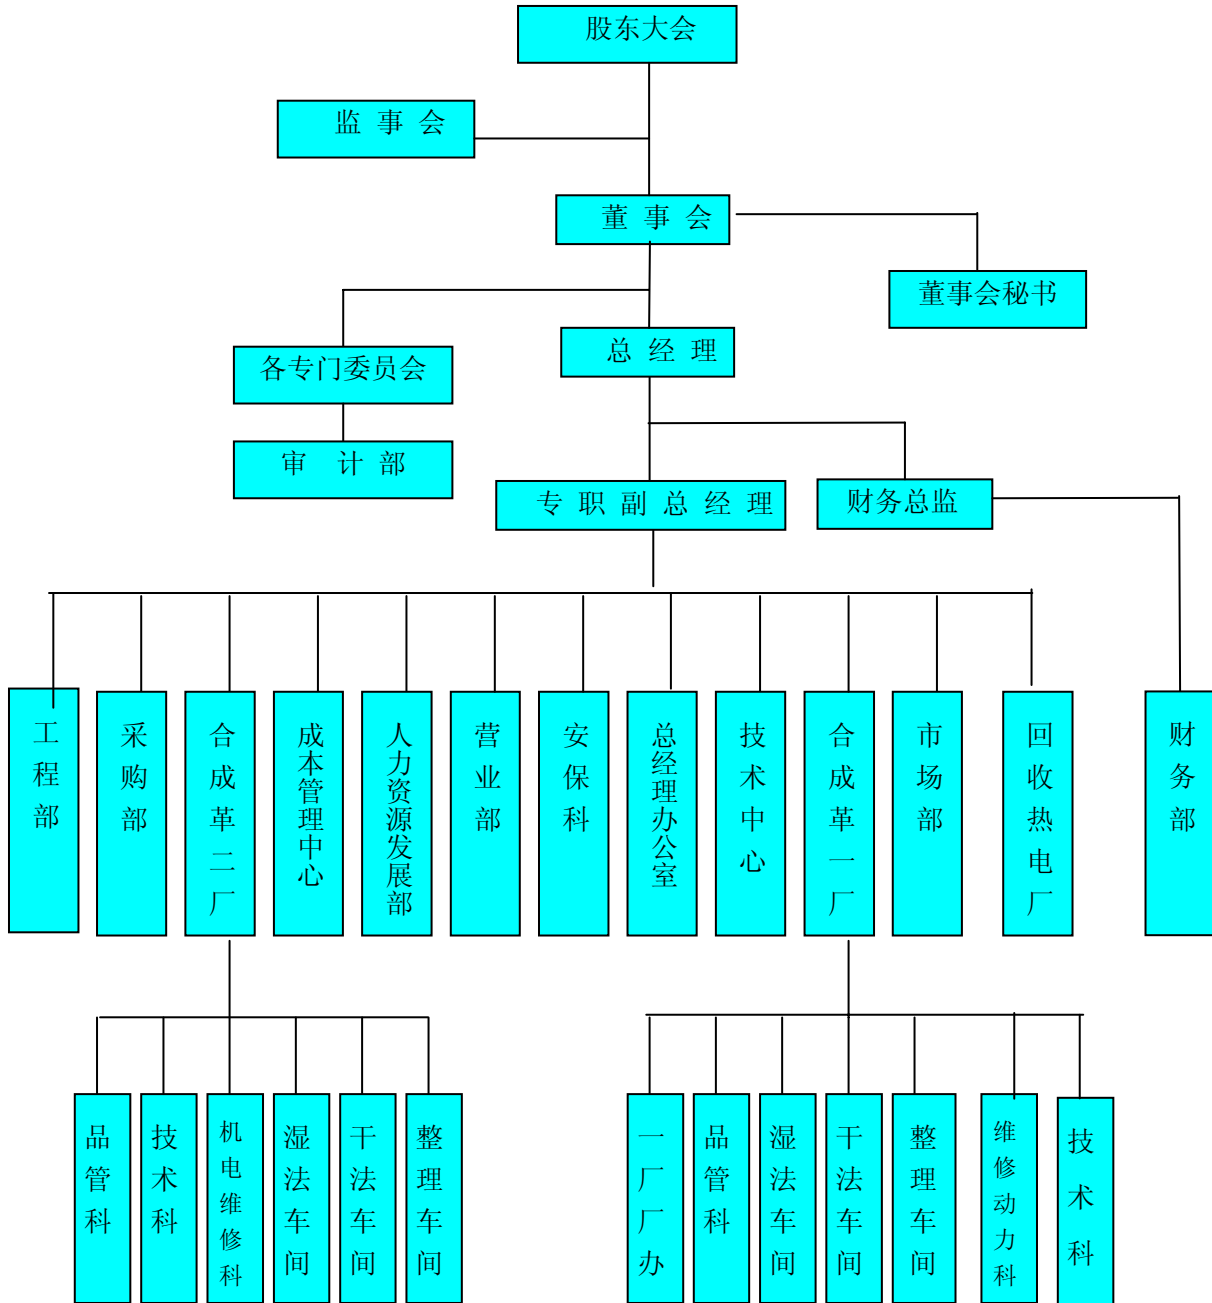 股东大会
监 事 会
董 事 会
董事会秘书
总 经 理
各专门委员会
审 计 部
专 职 副 总 经 理
财务总监
工程部
采购部
合成革二厂
成本管理中心
人力资源发展部
营业部
安保科
总经理办公室
技术中心
合成革一厂
市场部
回收热电厂
财务部
品管科
技术科
机电维修科
湿法车间
干法车间
整理车间
一厂厂办
品管科
湿法车间
干法车间
整理车间
维修动力科
技术科